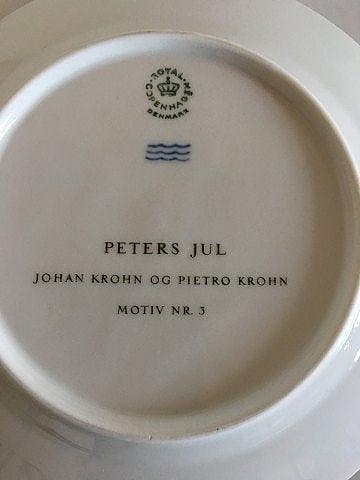 ROYAL
COPENHAGEN
DENMARK
PETERS JUL
JOHAN KROHN OG PIETRO KROHN
MOTIV NR. 3